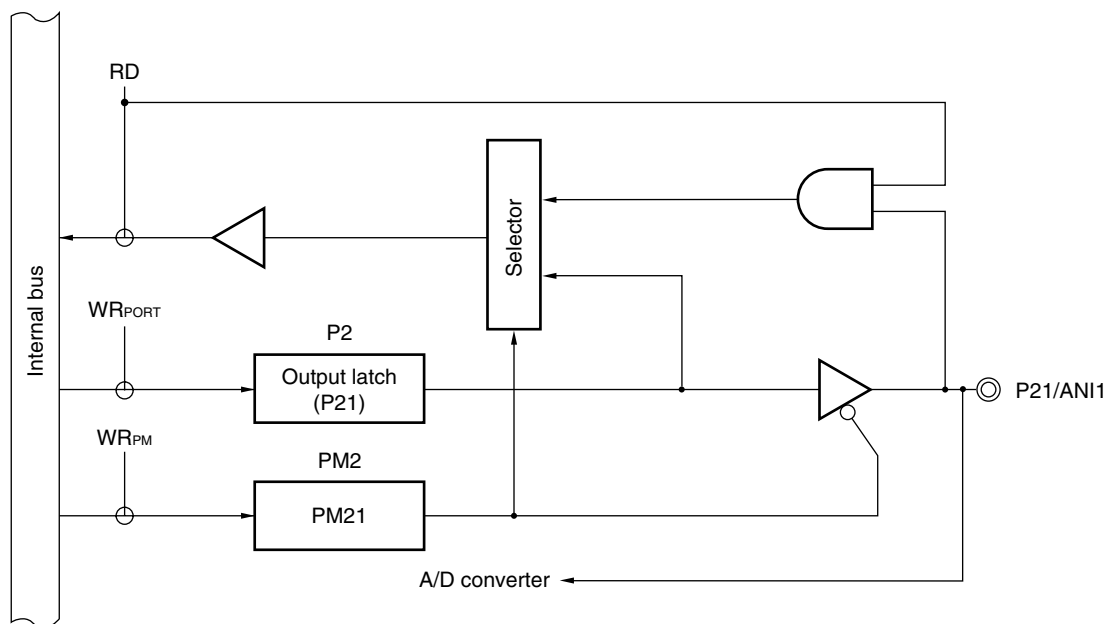 RD
Internal bus
Selector
WRPORT
P2
Output latch
(P21)
P21/ANI1
WRPM
PM2
PM21
A/D converter